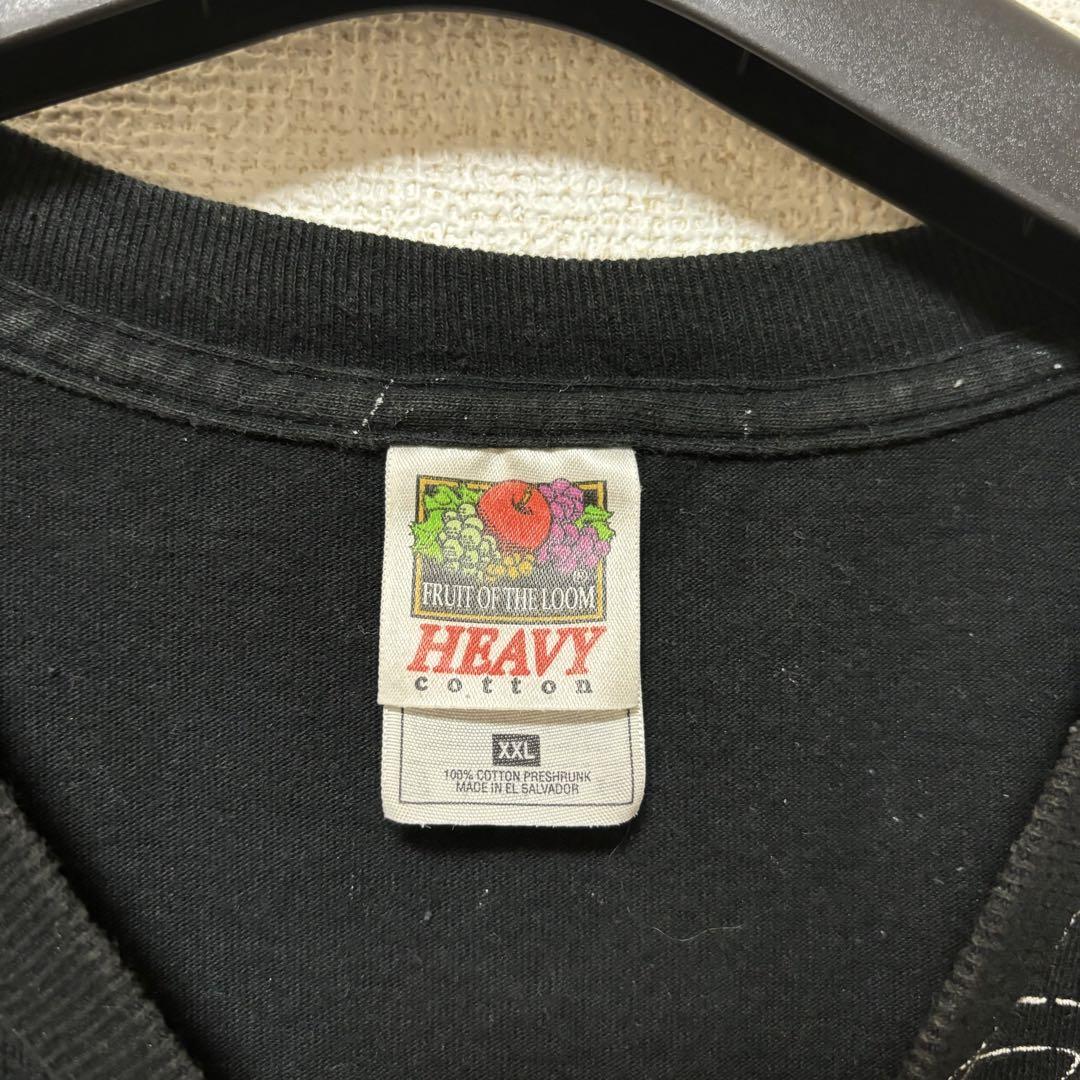 ®
FRUIT OF THE LOOM
HEAVY
cotton
XXL
100% COTTON PRESHRUNK
MADE IN EL SALVADOR